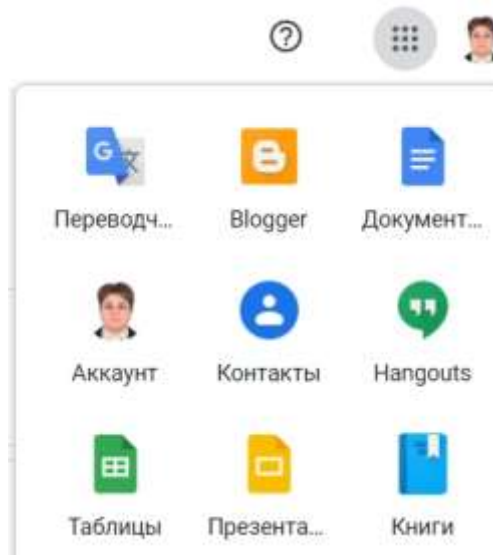 Переводч... Blogger Документ...
Аккаунт Контакты Hangouts
Таблицы Презента... Книги